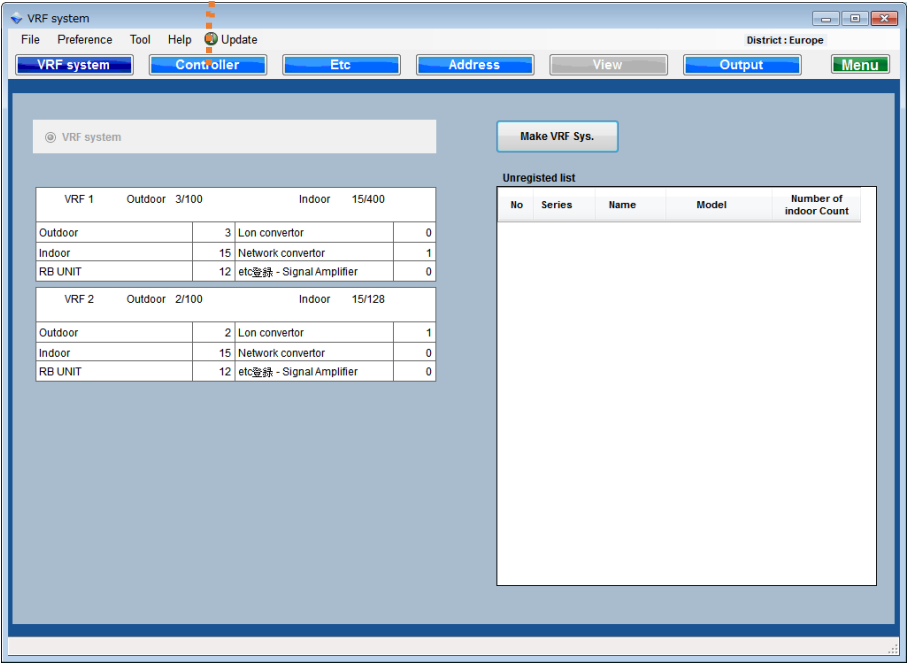 VRF system
File Preference Tool Help Update District : Europe
VRF system Controller Etc Address View Output Menu
VRF system
Make VRF Sys.
Unregisted list
No Series Name Model Number of indoor Count
VRF 1 Outdoor 3/100 Indoor 15/400
Outdoor 3 Lon convertor 0
Indoor 15 Network convertor 1
RB UNIT 12 etc登録 - Signal Amplifier 0
VRF 2 Outdoor 2/100 Indoor 15/128
Outdoor 2 Lon convertor 1
Indoor 15 Network convertor 0
RB UNIT 12 etc登録 - Signal Amplifier 0